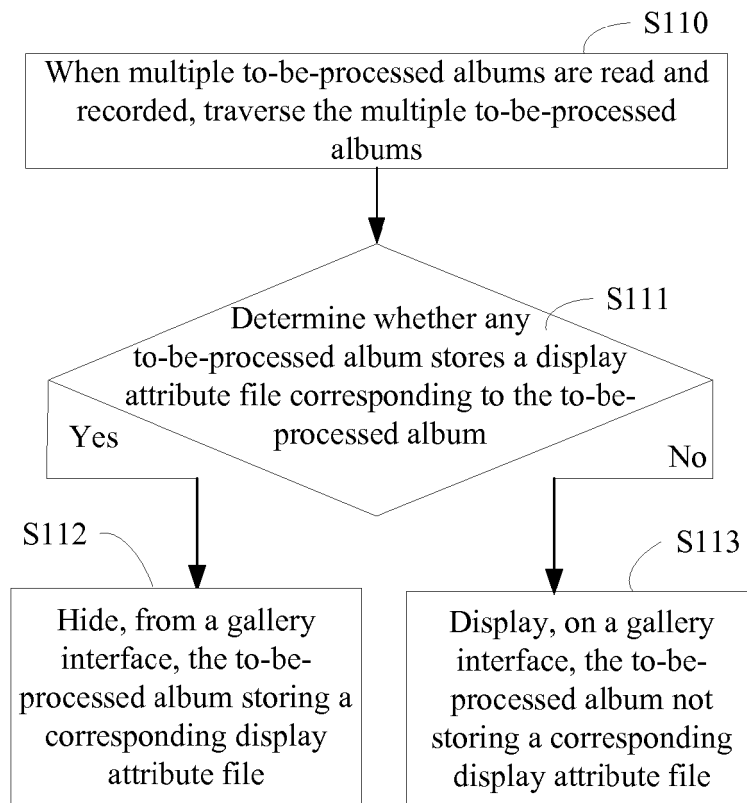 S110
When multiple to-be-processed albums are read and
recorded, traverse the multiple to-be-processed
albums
S111
Determine whether any
to-be-processed album stores a display
attribute file corresponding to the to-be-
processed album
Yes
No
S112
S113
Hide, from a gallery
interface, the to-be-
processed album storing a
corresponding display
attribute file
Display, on a gallery
interface, the to-be-
processed album not
storing a corresponding
display attribute file